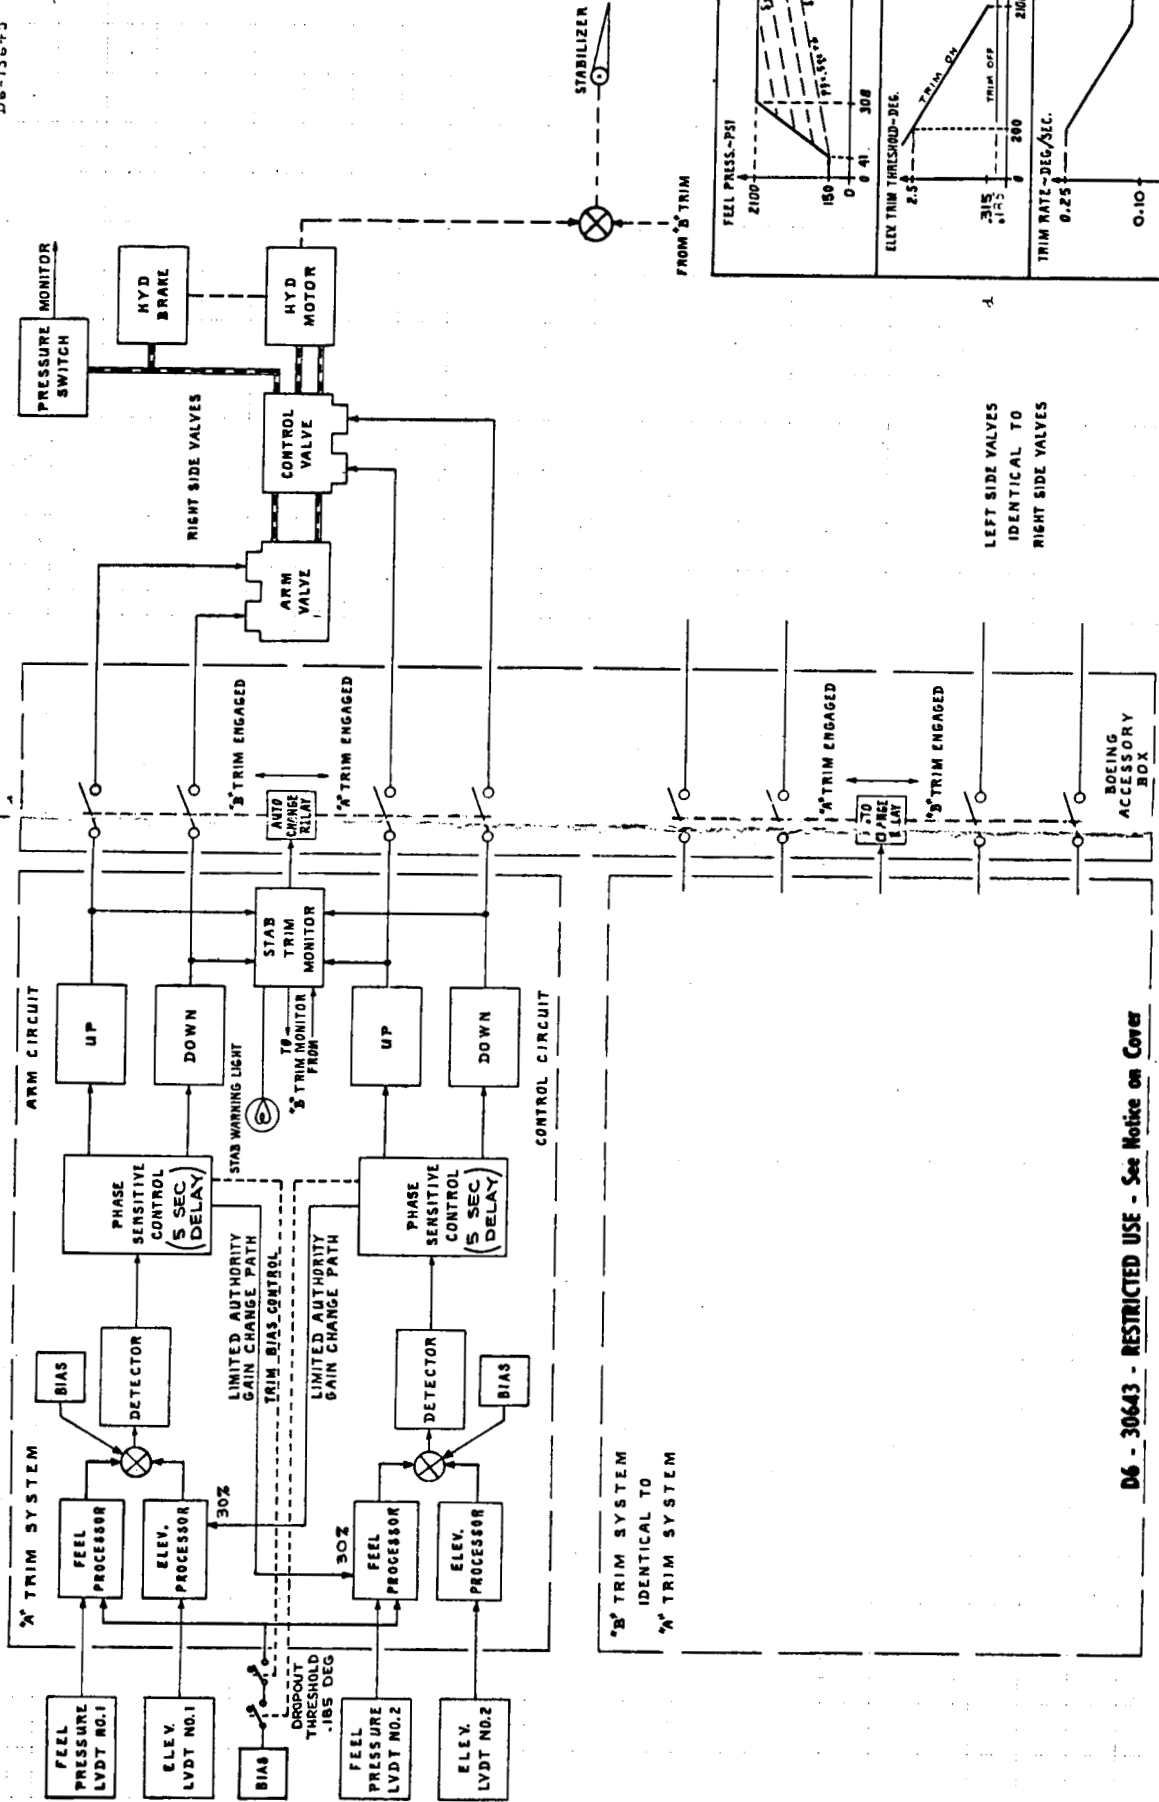 "A" TRIM SYSTEM
FEEL
PRESSURE
LVDT NO.1
ELEV.
LVDT NO.1
BIAS
DROPOUT
THRESHOLD
.185 DEG
FEEL
PRESSURE
LVDT NO.2
ELEV.
LVDT NO.2
FEEL
PROCESSOR
ELEV.
PROCESSOR
30%
30%
FEEL
PROCESSOR
ELEV.
PROCESSOR
BIAS
DETECTOR
LIMITED AUTHORITY
GAIN CHANGE PATH
TRIM BIAS CONTROL
LIMITED AUTHORITY
GAIN CHANGE PATH
DETECTOR
BIAS
PHASE
SENSITIVE
CONTROL
(5 SEC
DELAY)
STAB WARNING LIGHT
PHASE
SENSITIVE
CONTROL
(5 SEC
DELAY)
ARM CIRCUIT
UP
DOWN
TO
"B" TRIM MONITOR
FROM
UP
DOWN
CONTROL CIRCUIT
STAB
TRIM
MONITOR
"B" TRIM ENGAGED
AUTO
CHANGE
RELAY
"A" TRIM ENGAGED
RIGHT SIDE VALVES
ARM
VALVE
CONTROL
VALVE
PRESSURE
SWITCH
MONITOR
HYD
BRAKE
HYD
MOTOR
STABILIZER
FROM "B" TRIM
FEEL PRESS.~PSI
2100
150
0
0 41
308
ELEV TRIM THRESHOLD~DEG.
2.5
.315
.185
TRIM ON
TRIM OFF
0
200
TRIM RATE~DEG/SEC.
0.25
0.10
"B" TRIM SYSTEM
IDENTICAL TO
"A" TRIM SYSTEM
"A" TRIM ENGAGED
RELAY
"B" TRIM ENGAGED
BOEING
ACCESSORY
BOX
LEFT SIDE VALVES
IDENTICAL TO
RIGHT SIDE VALVES
D6 - 30643 - RESTRICTED USE - See Notice on Cover